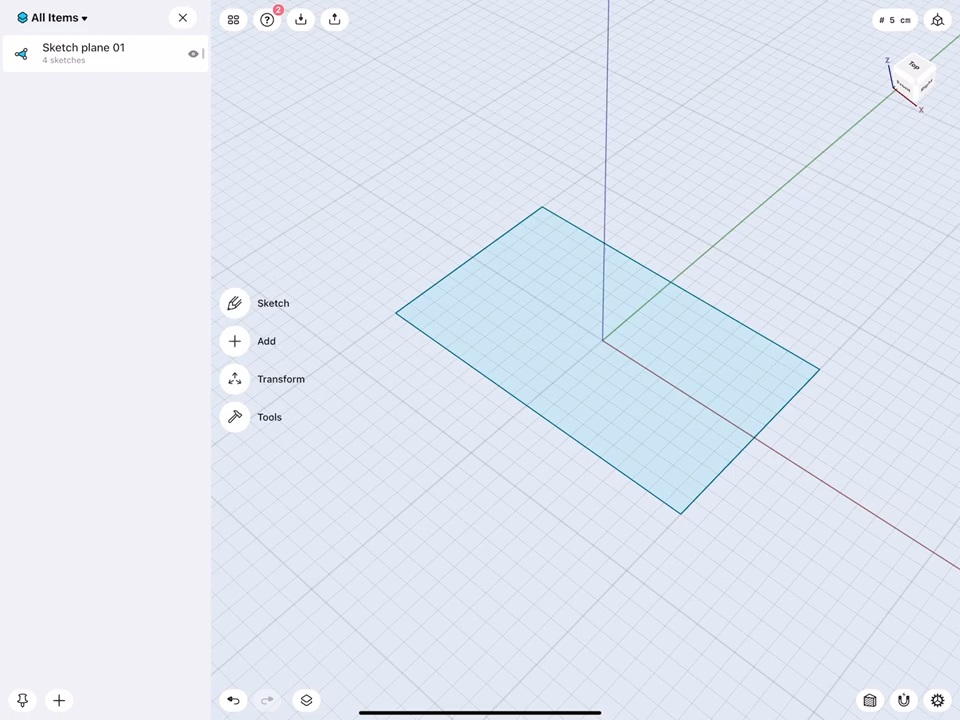 All Items
Sketch plane 01
4 sketches
2
# 5 cm
Z
Top
X
Sketch
Add
Transform
Tools